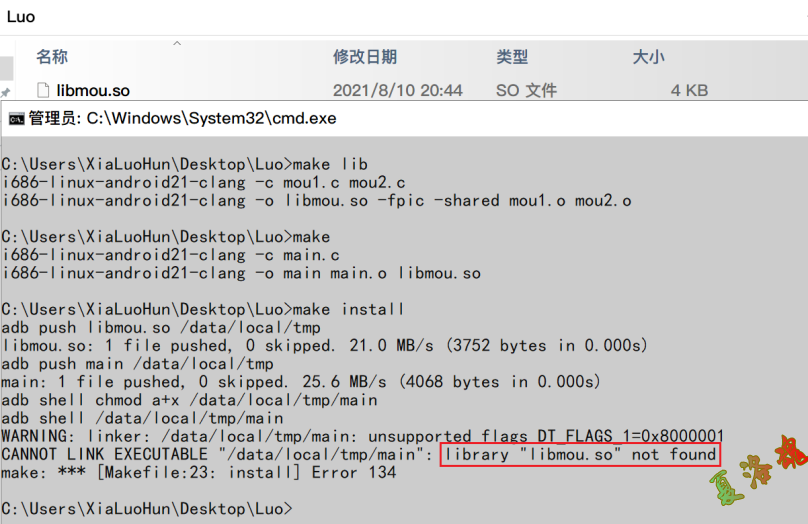 Luo
名称 修改日期 类型 大小
libmou.so 2021/8/10 20:44 SO 文件 4 KB
管理员: C:\Windows\System32\cmd.exe
C:\Users\XiaLuoHun\Desktop\Luo>make lib
i686-linux-android21-clang -c mou1.c mou2.c
i686-linux-android21-clang -o libmou.so -fpic -shared mou1.o mou2.o
C:\Users\XiaLuoHun\Desktop\Luo>make
i686-linux-android21-clang -c main.c
i686-linux-android21-clang -o main main.o libmou.so
C:\Users\XiaLuoHun\Desktop\Luo>make install
adb push libmou.so /data/local/tmp
libmou.so: 1 file pushed, 0 skipped. 21.0 MB/s (3752 bytes in 0.000s)
adb push main /data/local/tmp
main: 1 file pushed, 0 skipped. 25.6 MB/s (4068 bytes in 0.000s)
adb shell chmod a+x /data/local/tmp/main
adb shell /data/local/tmp/main
WARNING: linker: /data/local/tmp/main: unsupported flags DT_FLAGS_1=0x8000001
CANNOT LINK EXECUTABLE "/data/local/tmp/main": library "libmou.so" not found
make: *** [Makefile:23: install] Error 134
C:\Users\XiaLuoHun\Desktop\Luo>